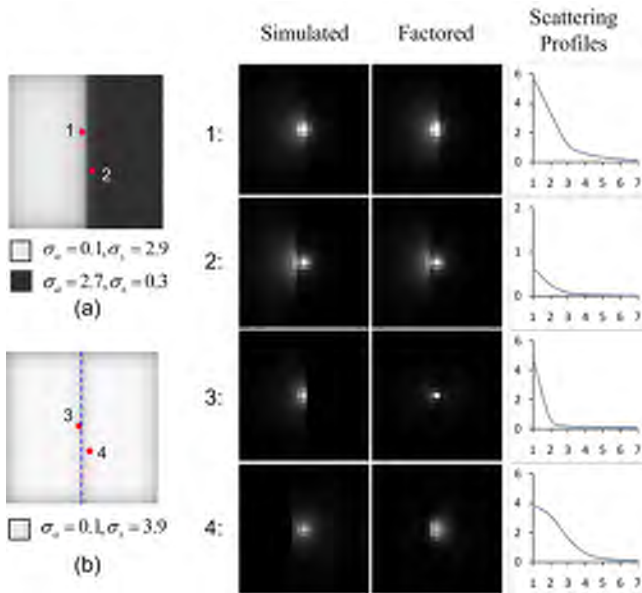 Simulated Factored Scattering Profiles
1
2
σₐ = 0.1, σₛ = 2.9
σₐ = 2.7, σₛ = 0.3
(a)
3
4
σₐ = 0.1, σₛ = 3.9
(b)
1:
6
4
2
0
1 2 3 4 5 6 7
2:
2
1
0
1 2 3 4 5 6 7
3:
6
4
2
0
1 2 3 4 5 6 7
4:
6
4
2
0
1 2 3 4 5 6 7